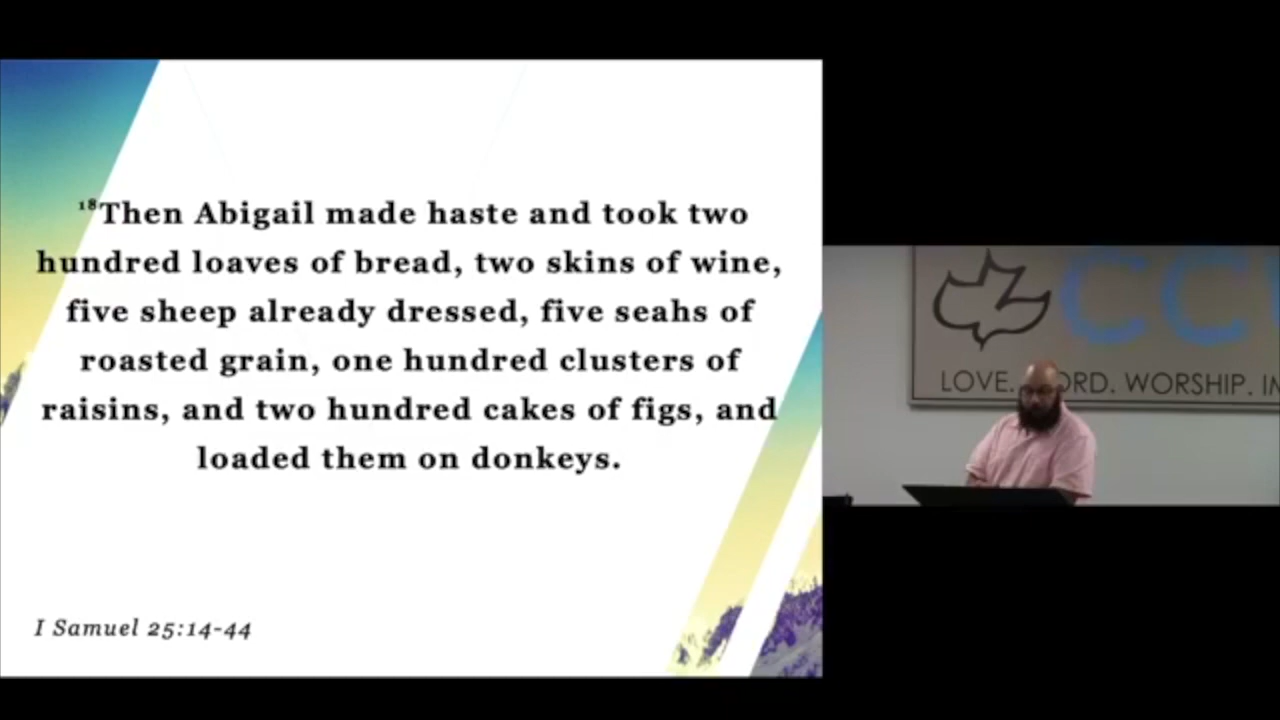 ¹⁸Then Abigail made haste and took two
hundred loaves of bread, two skins of wine,
five sheep already dressed, five seahs of
roasted grain, one hundred clusters of
raisins, and two hundred cakes of figs, and
loaded them on donkeys.
I Samuel 25:14-44
CC
LOVE. WORSHIP.